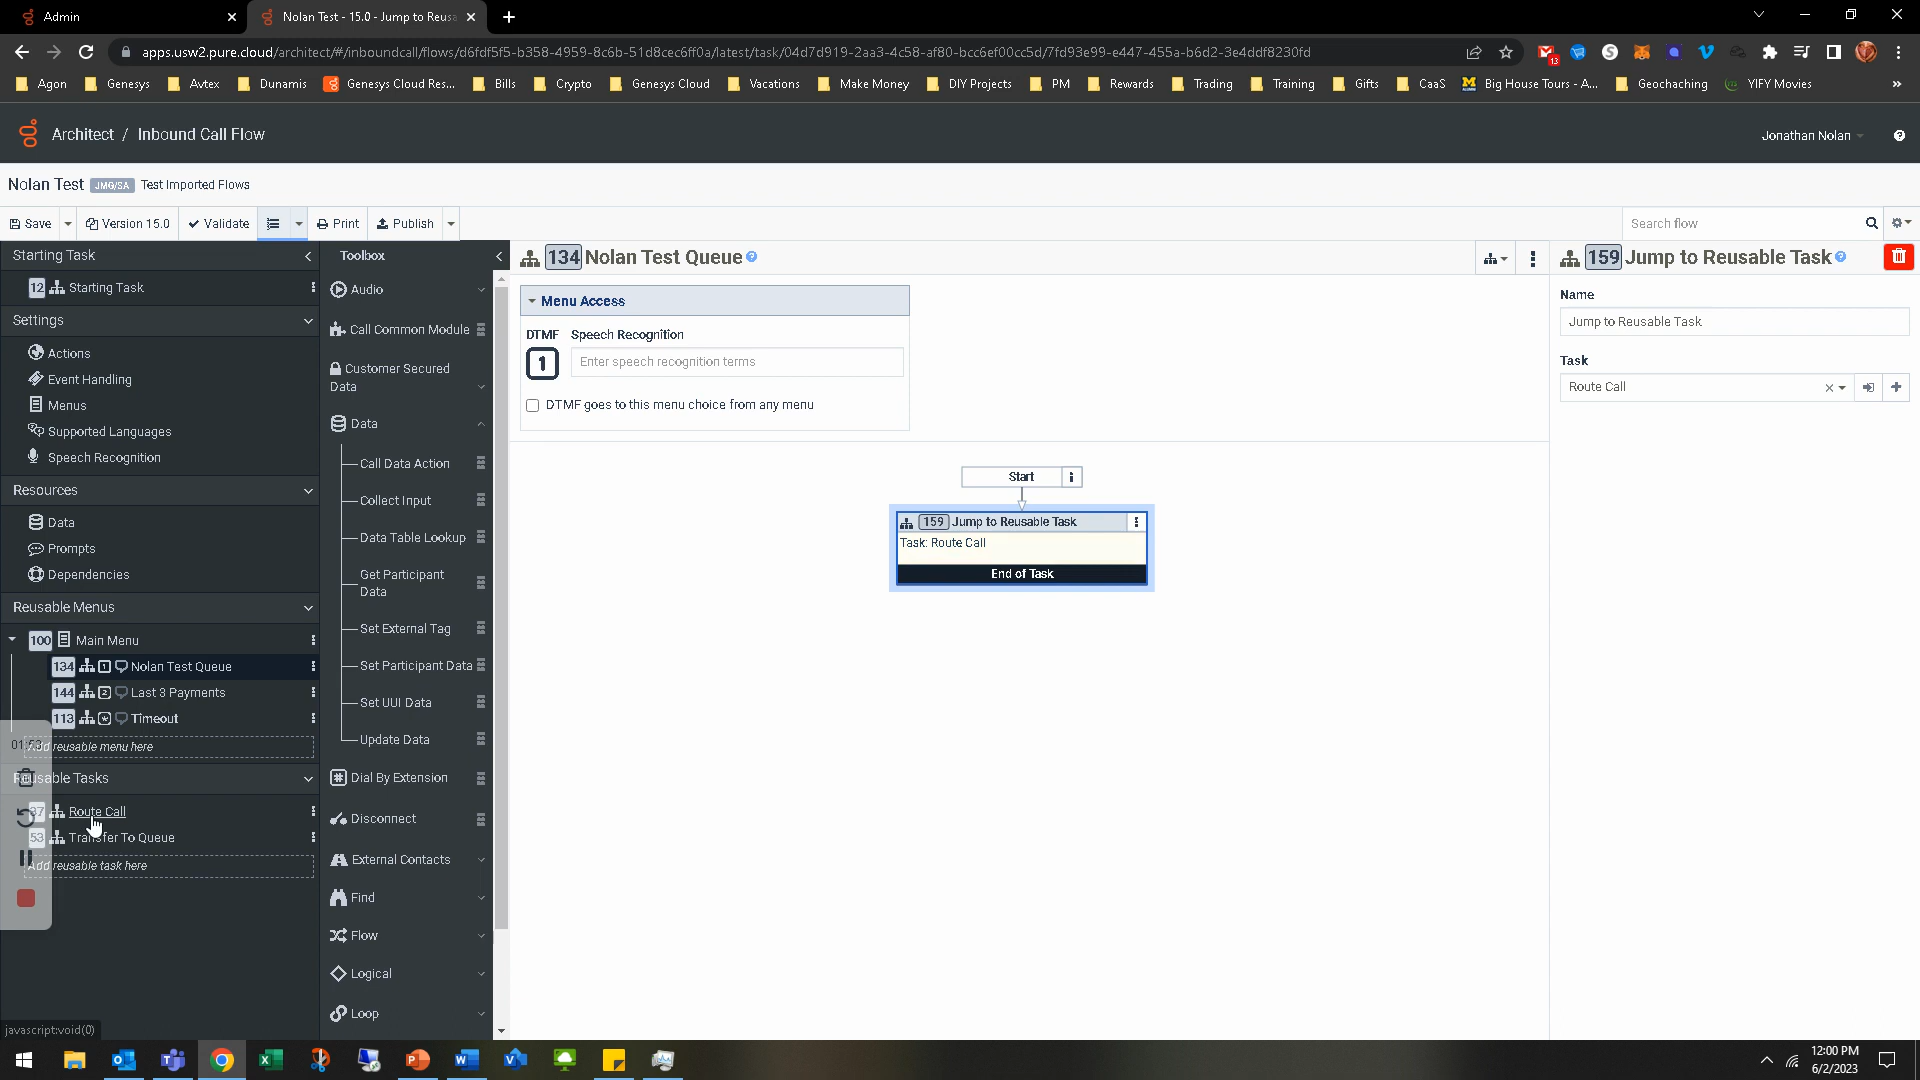 Admin
Nolan Test - 15.0 - Jump to Reusa
apps.usw2.pure.cloud/architect/#/inboundcall/flows/d6fdf5f5-b358-4959-8c6b-51d8cec6ff0a/latest/task/04d7d919-2aa3-4c58-af80-bcc6ef00cc5d/7fd93e99-e447-455a-b6d2-3e4ddf8230fd
13
Agon Genesys Avtex Dunamis Genesys Cloud Res... Bills Crypto Genesys Cloud Vacations Make Money DIY Projects PM Rewards Trading Training Gifts CaaS Big House Tours - A... Geochaching YIFY Movies
Architect / Inbound Call Flow
Jonathan Nolan
Nolan Test JMG/SA Test Imported Flows
Save Version 15.0 Validate Print Publish
Search flow
Starting Task
12 Starting Task
Settings
Actions
Event Handling
Menus
Supported Languages
Speech Recognition
Resources
Data
Prompts
Dependencies
Reusable Menus
100 Main Menu
134 1 Nolan Test Queue
144 2 Last 3 Payments
113 Timeout
Add reusable menu here
Reusable Tasks
37 Route Call
53 Transfer To Queue
Add reusable task here
javascript:void(0)
Toolbox
Audio
Call Common Module
Customer Secured
Data
Data
Call Data Action
Collect Input
Data Table Lookup
Get Participant
Data
Set External Tag
Set Participant Data
Set UUI Data
Update Data
Dial By Extension
Disconnect
External Contacts
Find
Flow
Logical
Loop
134 Nolan Test Queue
Menu Access
DTMF Speech Recognition
1 Enter speech recognition terms
DTMF goes to this menu choice from any menu
Start
159 Jump to Reusable Task
Task: Route Call
End of Task
159 Jump to Reusable Task
Name
Jump to Reusable Task
Task
Route Call
12:00 PM
6/2/2023